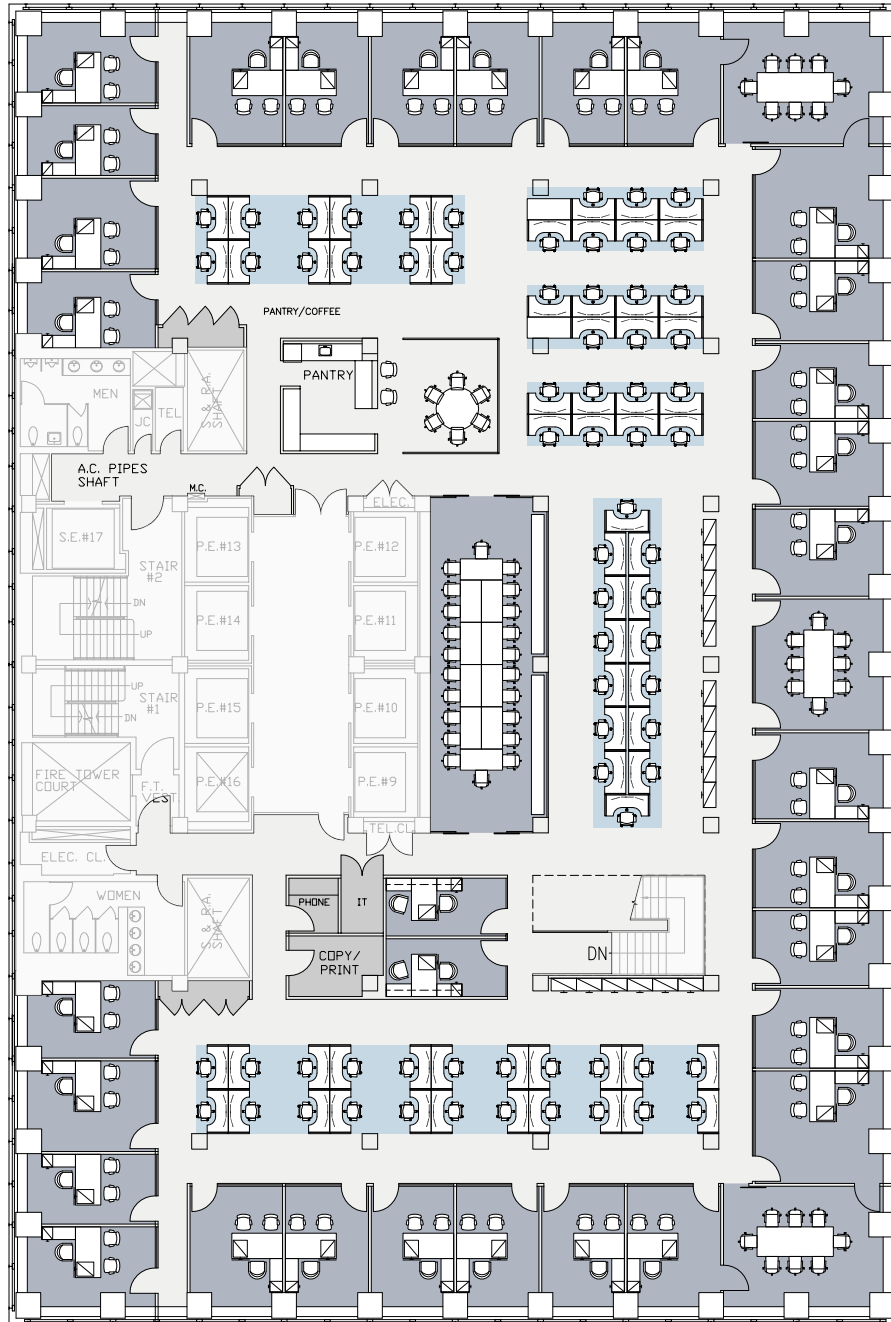 PANTRY/COFFEE
PANTRY
MEN
JC
TEL
S & R.A.
SHAFT
A.C. PIPES
SHAFT
M.C.
ELEC.
S.E.#17
P.E.#13
P.E.#12
STAIR
#2
DN
UP
P.E.#14
P.E.#11
UP
DN
STAIR
#1
P.E.#15
P.E.#10
FIRE TOWER
COURT
F.T.
VEST.
P.E.#16
P.E.#9
TEL.CL.
ELEC. CL.
WOMEN
S & R.A.
SHAFT
PHONE
IT
COPY/
PRINT
DN